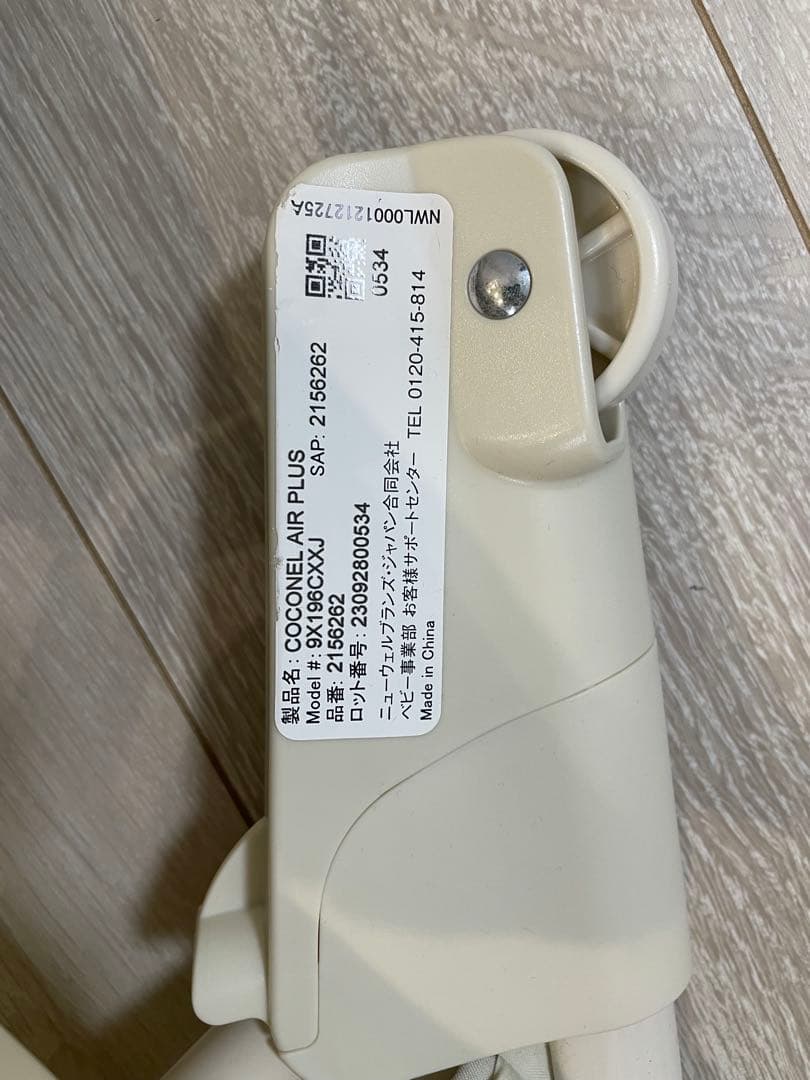 製品名: COCONEL AIR PLUS
Model #: 9X196CXXJ SAP: 2156262
品番: 2156262
ロット番号: 23092800534
ニューウェルブランズ・ジャパン合同会社
ベビー事業部 お客様サポートセンター TEL 0120-415-814
Made in China
0534
NWL0001212725A